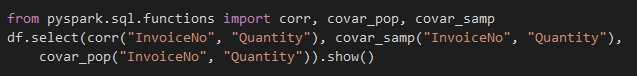 from pyspark.sql.functions import corr, covar_pop, covar_samp
df.select(corr("InvoiceNo", "Quantity"), covar_samp("InvoiceNo", "Quantity"),
    covar_pop("InvoiceNo", "Quantity")).show()